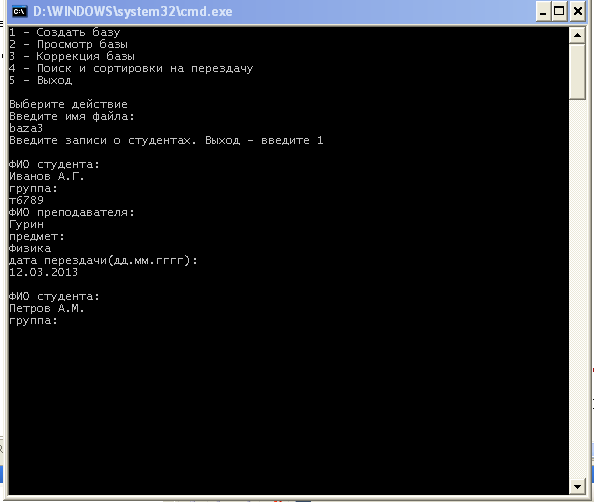 D:\WINDOWS\system32\cmd.exe
1 - Создать базу
2 - Просмотр базы
3 - Коррекция базы
4 - Поиск и сортировки на перездачу
5 - Выход
Выберите действие
Введите имя файла:
baza3
Введите записи о студентах. Выход - введите 1
ФИО студента:
Иванов А.Г.
группа:
т6789
ФИО преподавателя:
Гурин
предмет:
Физика
дата перездачи(дд.мм.гггг):
12.03.2013
ФИО студента:
Петров А.М.
группа: